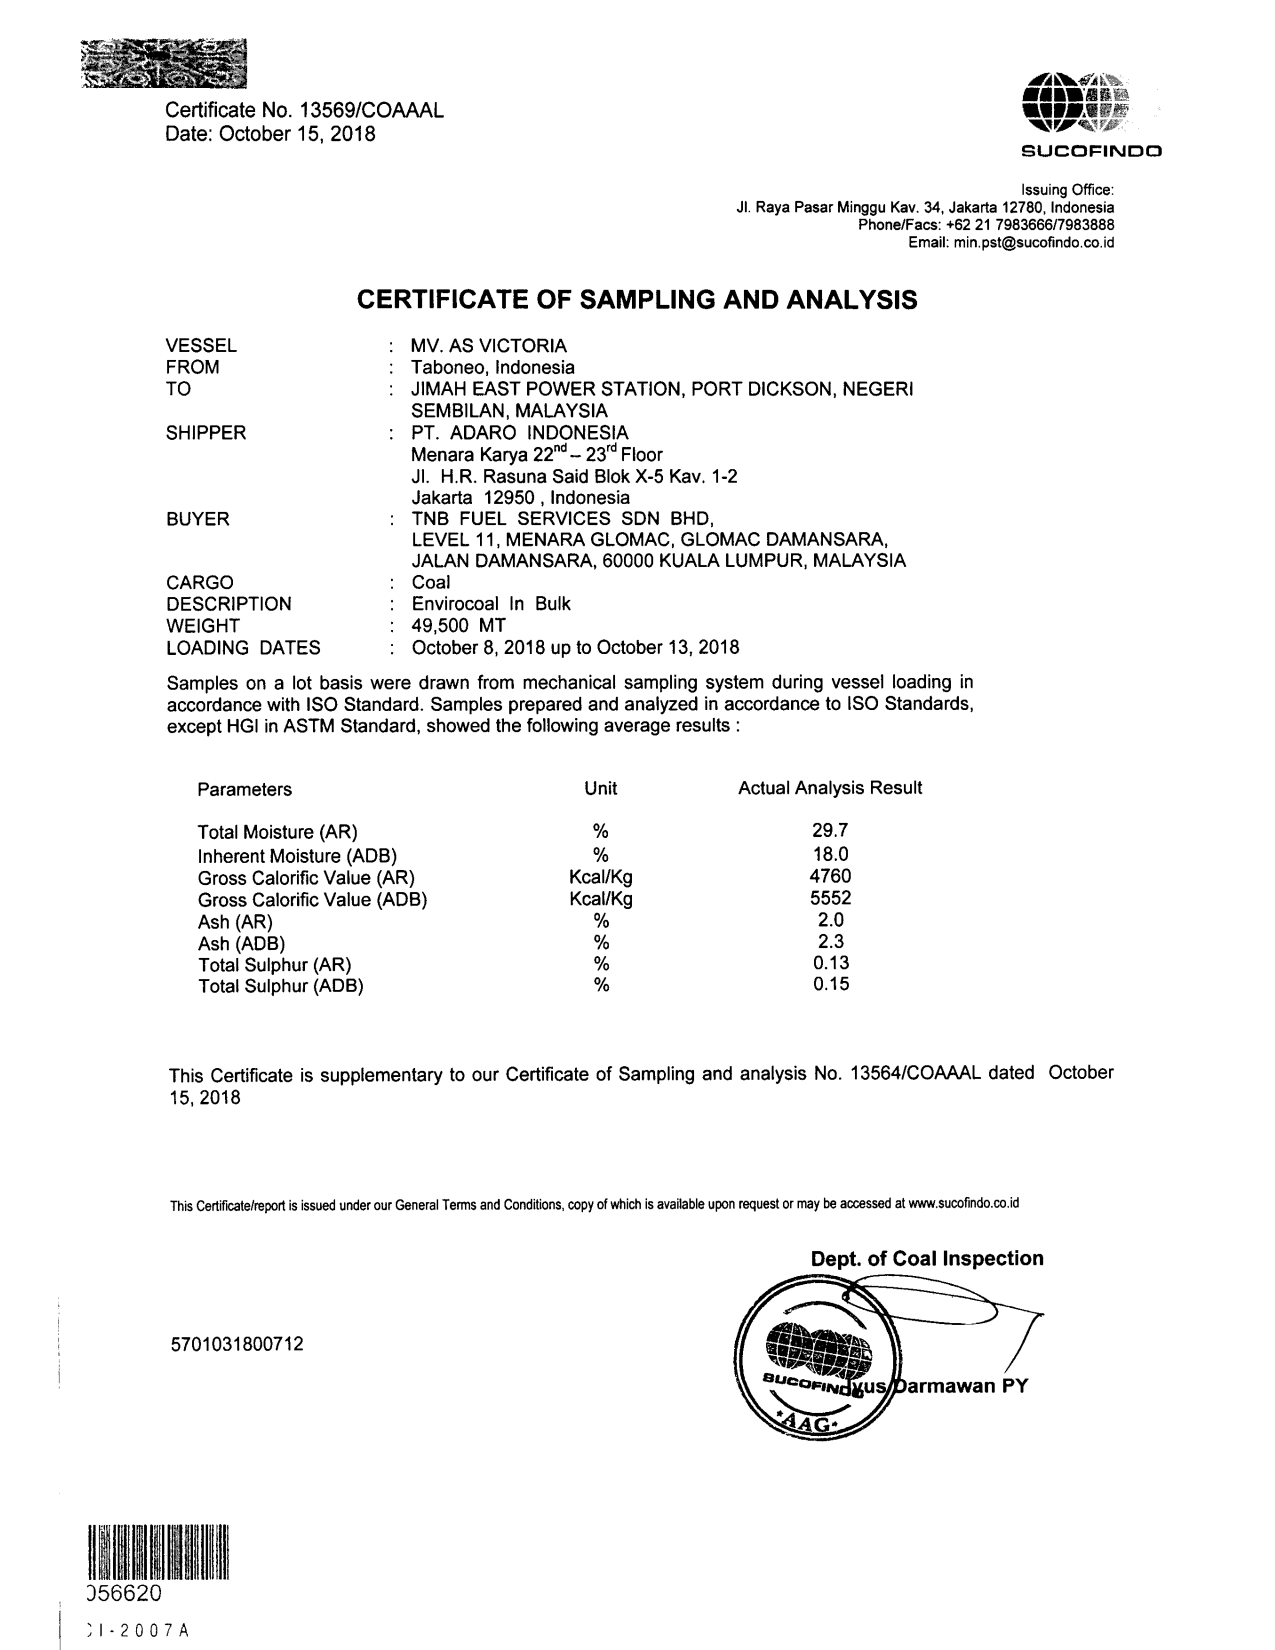 Certificate No. 13569/COAAAL
Date: October 15, 2018
SUCOFINDO
Issuing Office:
Jl. Raya Pasar Minggu Kav. 34, Jakarta 12780, Indonesia
Phone/Facs: +62 21 7983666/7983888
Email: min.pst@sucofindo.co.id
CERTIFICATE OF SAMPLING AND ANALYSIS
VESSEL : MV. AS VICTORIA
FROM : Taboneo, Indonesia
TO : JIMAH EAST POWER STATION, PORT DICKSON, NEGERI
SEMBILAN, MALAYSIA
SHIPPER : PT. ADARO INDONESIA
Menara Karya 22nd – 23rd Floor
Jl. H.R. Rasuna Said Blok X-5 Kav. 1-2
Jakarta 12950 , Indonesia
BUYER : TNB FUEL SERVICES SDN BHD,
LEVEL 11, MENARA GLOMAC, GLOMAC DAMANSARA,
JALAN DAMANSARA, 60000 KUALA LUMPUR, MALAYSIA
CARGO : Coal
DESCRIPTION : Envirocoal In Bulk
WEIGHT : 49,500 MT
LOADING DATES : October 8, 2018 up to October 13, 2018
Samples on a lot basis were drawn from mechanical sampling system during vessel loading in
accordance with ISO Standard. Samples prepared and analyzed in accordance to ISO Standards,
except HGI in ASTM Standard, showed the following average results :
Parameters Unit Actual Analysis Result
Total Moisture (AR) % 29.7
Inherent Moisture (ADB) % 18.0
Gross Calorific Value (AR) Kcal/Kg 4760
Gross Calorific Value (ADB) Kcal/Kg 5552
Ash (AR) % 2.0
Ash (ADB) % 2.3
Total Sulphur (AR) % 0.13
Total Sulphur (ADB) % 0.15
This Certificate is supplementary to our Certificate of Sampling and analysis No. 13564/COAAAL dated October
15, 2018
This Certificate/report is issued under our General Terms and Conditions, copy of which is available upon request or may be accessed at www.sucofindo.co.id
Dept. of Coal Inspection
5701031800712
SUCOFINDO
Darmawan PY
*AAG*
056620
I-2007A